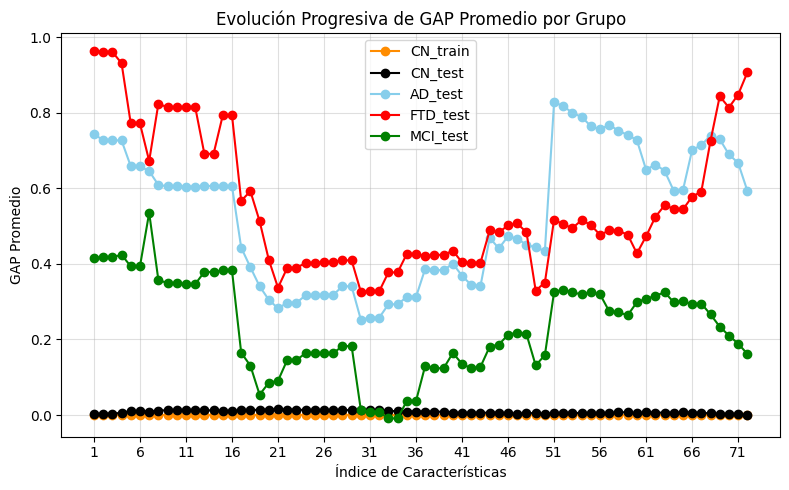 Evolución Progresiva de GAP Promedio por Grupo
1.0
0.8
0.6
0.4
0.2
0.0
GAP Promedio
CN_train
CN_test
AD_test
FTD_test
MCI_test
1 6 11 16 21 26 31 36 41 46 51 56 61 66 71
Índice de Características